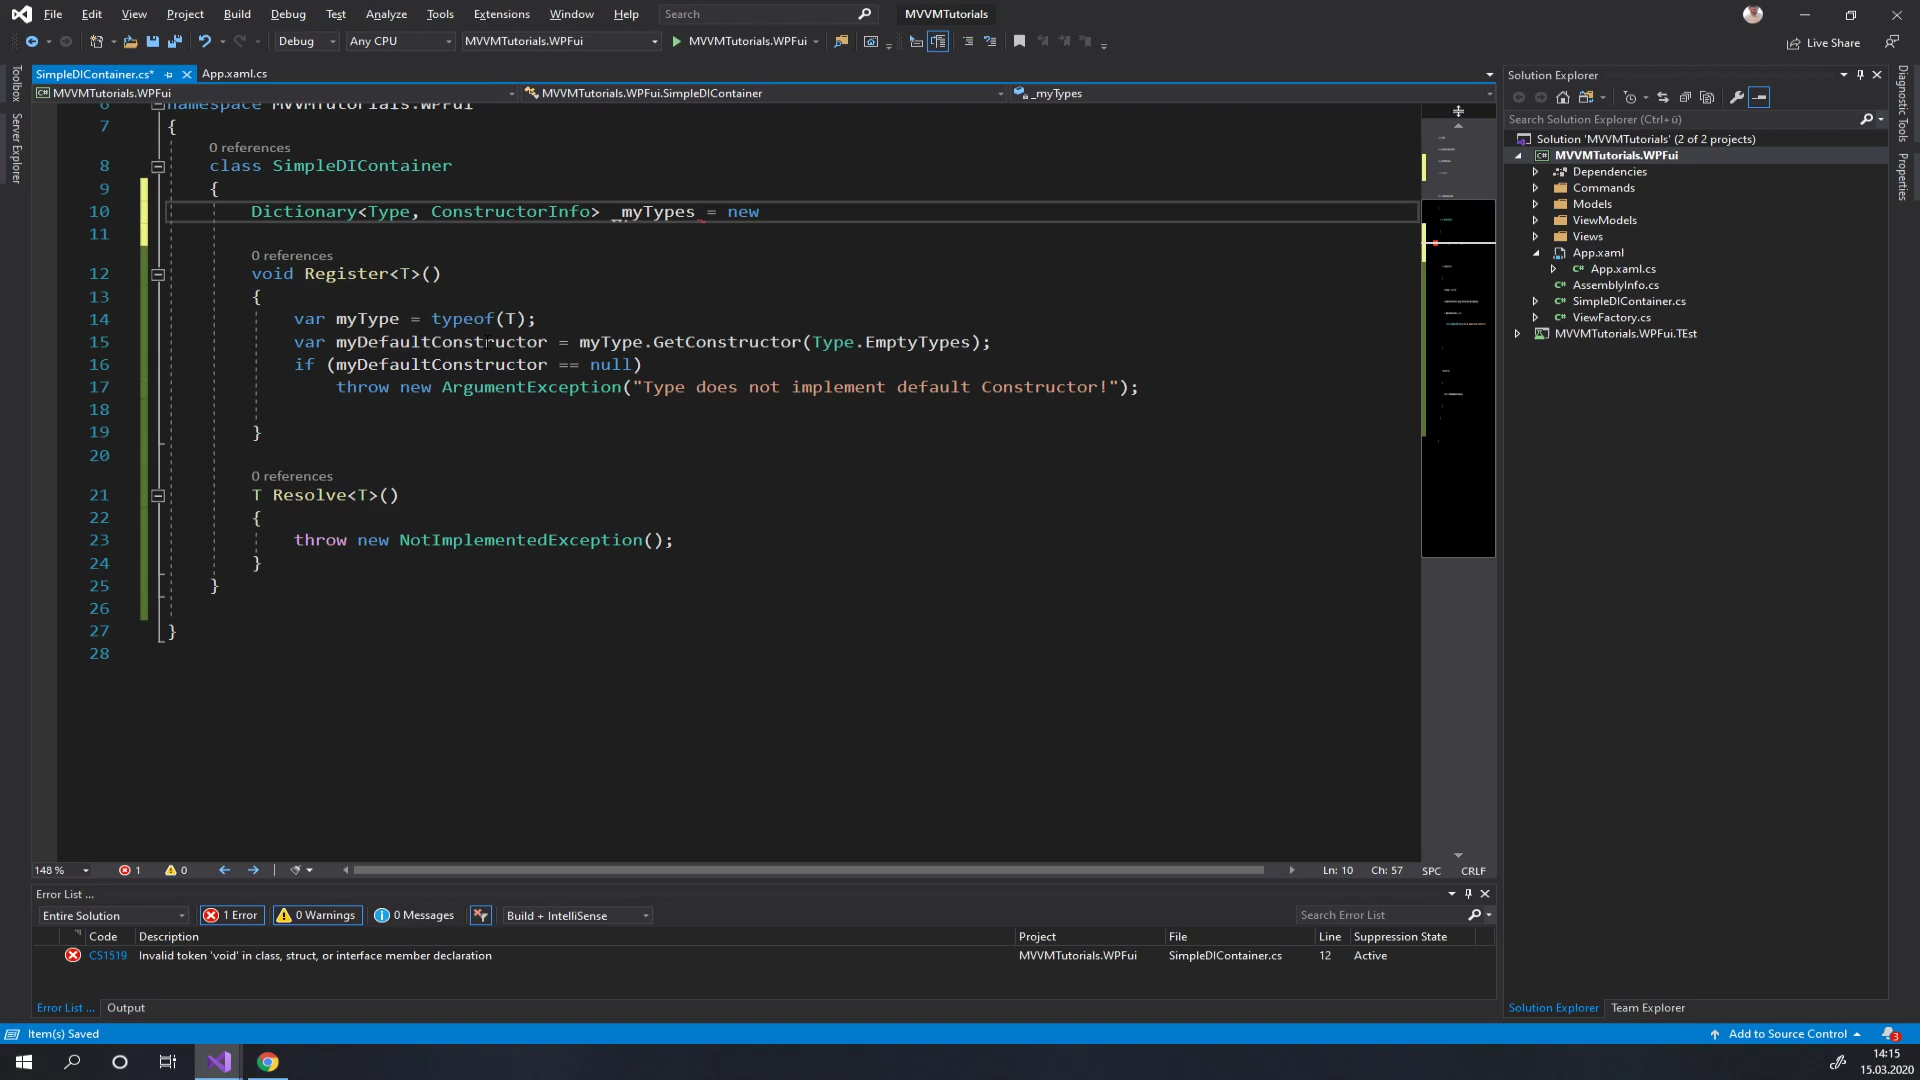 File Edit View Project Build Debug Test Analyze Tools Extensions Window Help Search MVVMTutorials
Debug Any CPU MVVMTutorials.WPFui MVVMTutorials.WPFui Live Share
SimpleDIContainer.cs* App.xaml.cs
MVVMTutorials.WPFui MVVMTutorials.WPFui.SimpleDIContainer _myTypes
Toolbox
Server Explorer
6 namespace MVVMTutorials.WPFui
7 {
0 references
8 class SimpleDIContainer
9 {
10 Dictionary<Type, ConstructorInfo> _myTypes = new
11
0 references
12 void Register<T>()
13 {
14 var myType = typeof(T);
15 var myDefaultConstructor = myType.GetConstructor(Type.EmptyTypes);
16 if (myDefaultConstructor == null)
17 throw new ArgumentException("Type does not implement default Constructor!");
18
19 }
20
0 references
21 T Resolve<T>()
22 {
23 throw new NotImplementedException();
24 }
25 }
26
27 }
28
148 % 1 0 Ln: 10 Ch: 57 SPC CRLF
Error List ...
Entire Solution 1 Error 0 Warnings 0 Messages Build + IntelliSense Search Error List
Code Description Project File Line Suppression State
CS1519 Invalid token 'void' in class, struct, or interface member declaration MVVMTutorials.WPFui SimpleDIContainer.cs 12 Active
Error List ... Output
Solution Explorer
Search Solution Explorer (Ctrl+ü)
Solution 'MVVMTutorials' (2 of 2 projects)
MVVMTutorials.WPFui
Dependencies
Commands
Models
ViewModels
Views
App.xaml
App.xaml.cs
AssemblyInfo.cs
SimpleDIContainer.cs
ViewFactory.cs
MVVMTutorials.WPFui.TEst
Solution Explorer Team Explorer
Diagnostic Tools
Properties
Item(s) Saved Add to Source Control 3
14:15
15.03.2020